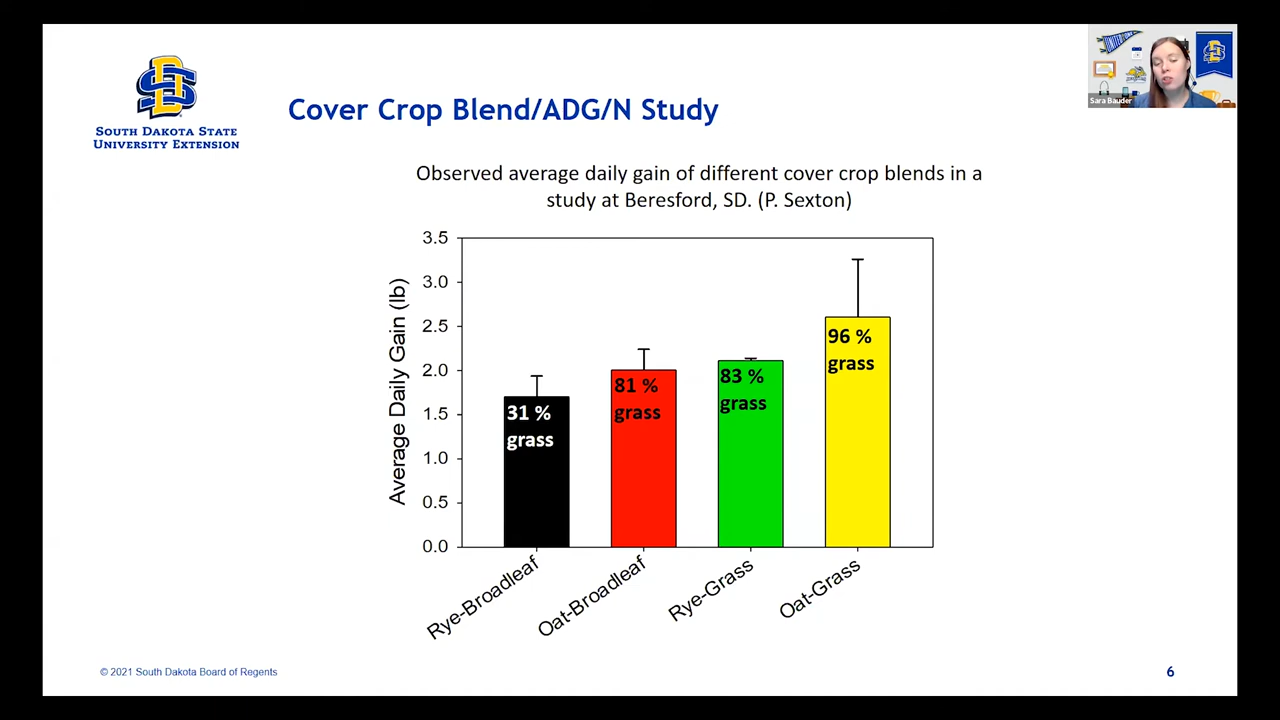 SOUTH DAKOTA STATE
UNIVERSITY EXTENSION
Cover Crop Blend/ADG/N Study
Sara Bauder
Observed average daily gain of different cover crop blends in a
study at Beresford, SD. (P. Sexton)
Average Daily Gain (lb)
3.5
3.0
2.5
2.0
1.5
1.0
0.5
0.0
31 %
grass
81 %
grass
83 %
grass
96 %
grass
Rye-Broadleaf
Oat-Broadleaf
Rye-Grass
Oat-Grass
© 2021 South Dakota Board of Regents
6